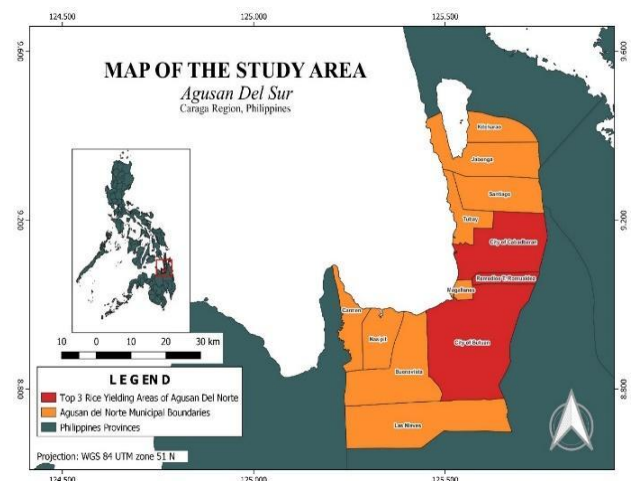 124.500
125.000
125.500
9.600
9.600
MAP OF THE STUDY AREA
Agusan Del Sur
Caraga Region, Philippines
Kitcharao
Jabonga
Santiago
Tubay
9.200
9.200
City of Cabadbaran
Remedios T. Romualdez
Magallanes
Carmen
Nasipit
City of Butuan
Buenavista
10 0 10 20 30 km
LEGEND
Top 3 Rice Yielding Areas of Agusan Del Norte
Agusan del Norte Municipal Boundaries
Philippines Provinces
8.800
8.800
Las Nieves
Projection: WGS 84 UTM zone 51 N
124.500
125.000
125.500